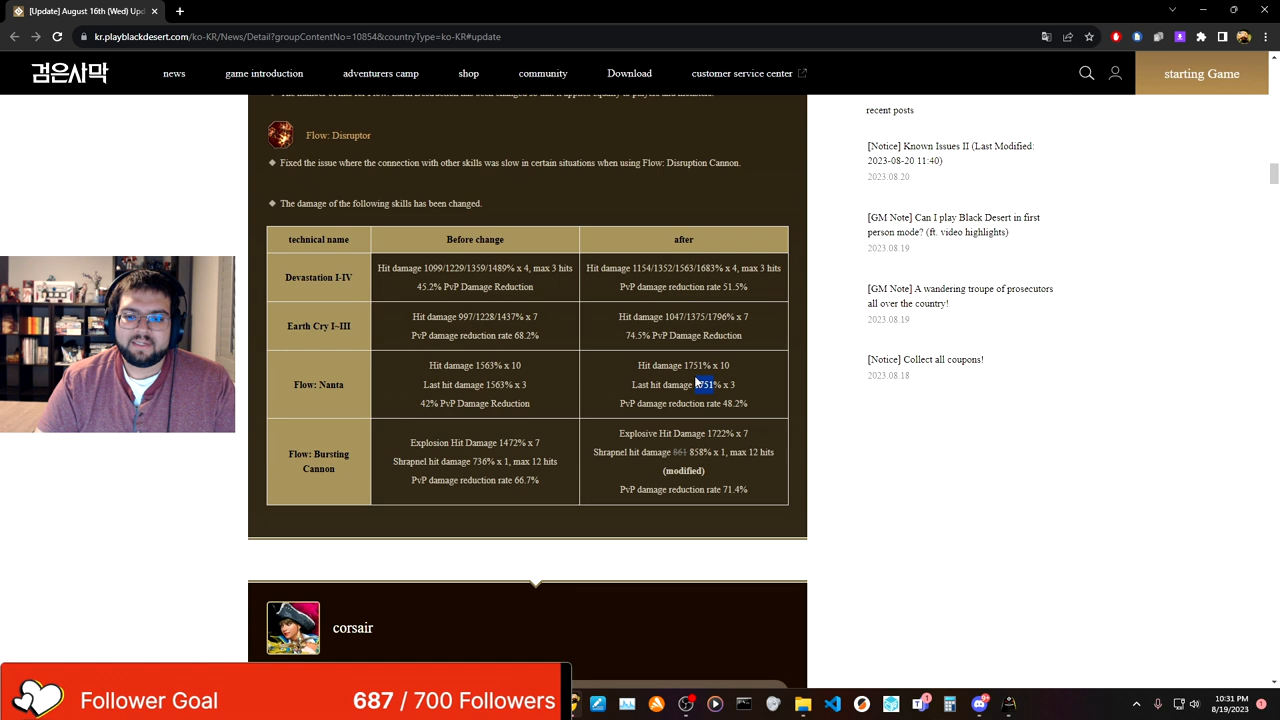 [Update] August 16th (Wed
kr.playblackdesert.com/ko-KR/News/Detail?groupContentNo=10854&countryType=ko-KR#update
검은사막
news
game introduction
adventurers camp
shop
community
Download
customer service center
starting Game
Flow: Disruptor
Fixed the issue where the connection with other skills was slow in certain situations when using Flow: Disruption Cannon.
The damage of the following skills has been changed.
technical name
Before change
after
Devastation I-IV
Hit damage 1099/1229/1359/1489% x 4, max 3 hits
45.2% PvP Damage Reduction
Hit damage 1154/1352/1563/1683% x 4, max 3 hits
PvP damage reduction rate 51.5%
Earth Cry I~III
Hit damage 997/1228/1437% x 7
PvP damage reduction rate 68.2%
Hit damage 1047/1375/1796% x 7
74.5% PvP Damage Reduction
Flow: Nanta
Hit damage 1563% x 10
Last hit damage 1563% x 3
42% PvP Damage Reduction
Hit damage 1751% x 10
Last hit damage 1751% x 3
PvP damage reduction rate 48.2%
Flow: Bursting
Cannon
Explosion Hit Damage 1472% x 7
Shrapnel hit damage 736% x 1, max 12 hits
PvP damage reduction rate 66.7%
Explosive Hit Damage 1722% x 7
Shrapnel hit damage 861 858% x 1, max 12 hits
(modified)
PvP damage reduction rate 71.4%
corsair
recent posts
[Notice] Known Issues II (Last Modified:
2023-08-20 11:40)
2023.08.20
[GM Note] Can I play Black Desert in first
person mode? (ft. video highlights)
2023.08.19
[GM Note] A wandering troupe of prosecutors
all over the country!
2023.08.19
[Notice] Collect all coupons!
2023.08.18
Follower Goal
687 / 700 Followers
10:31 PM
8/19/2023